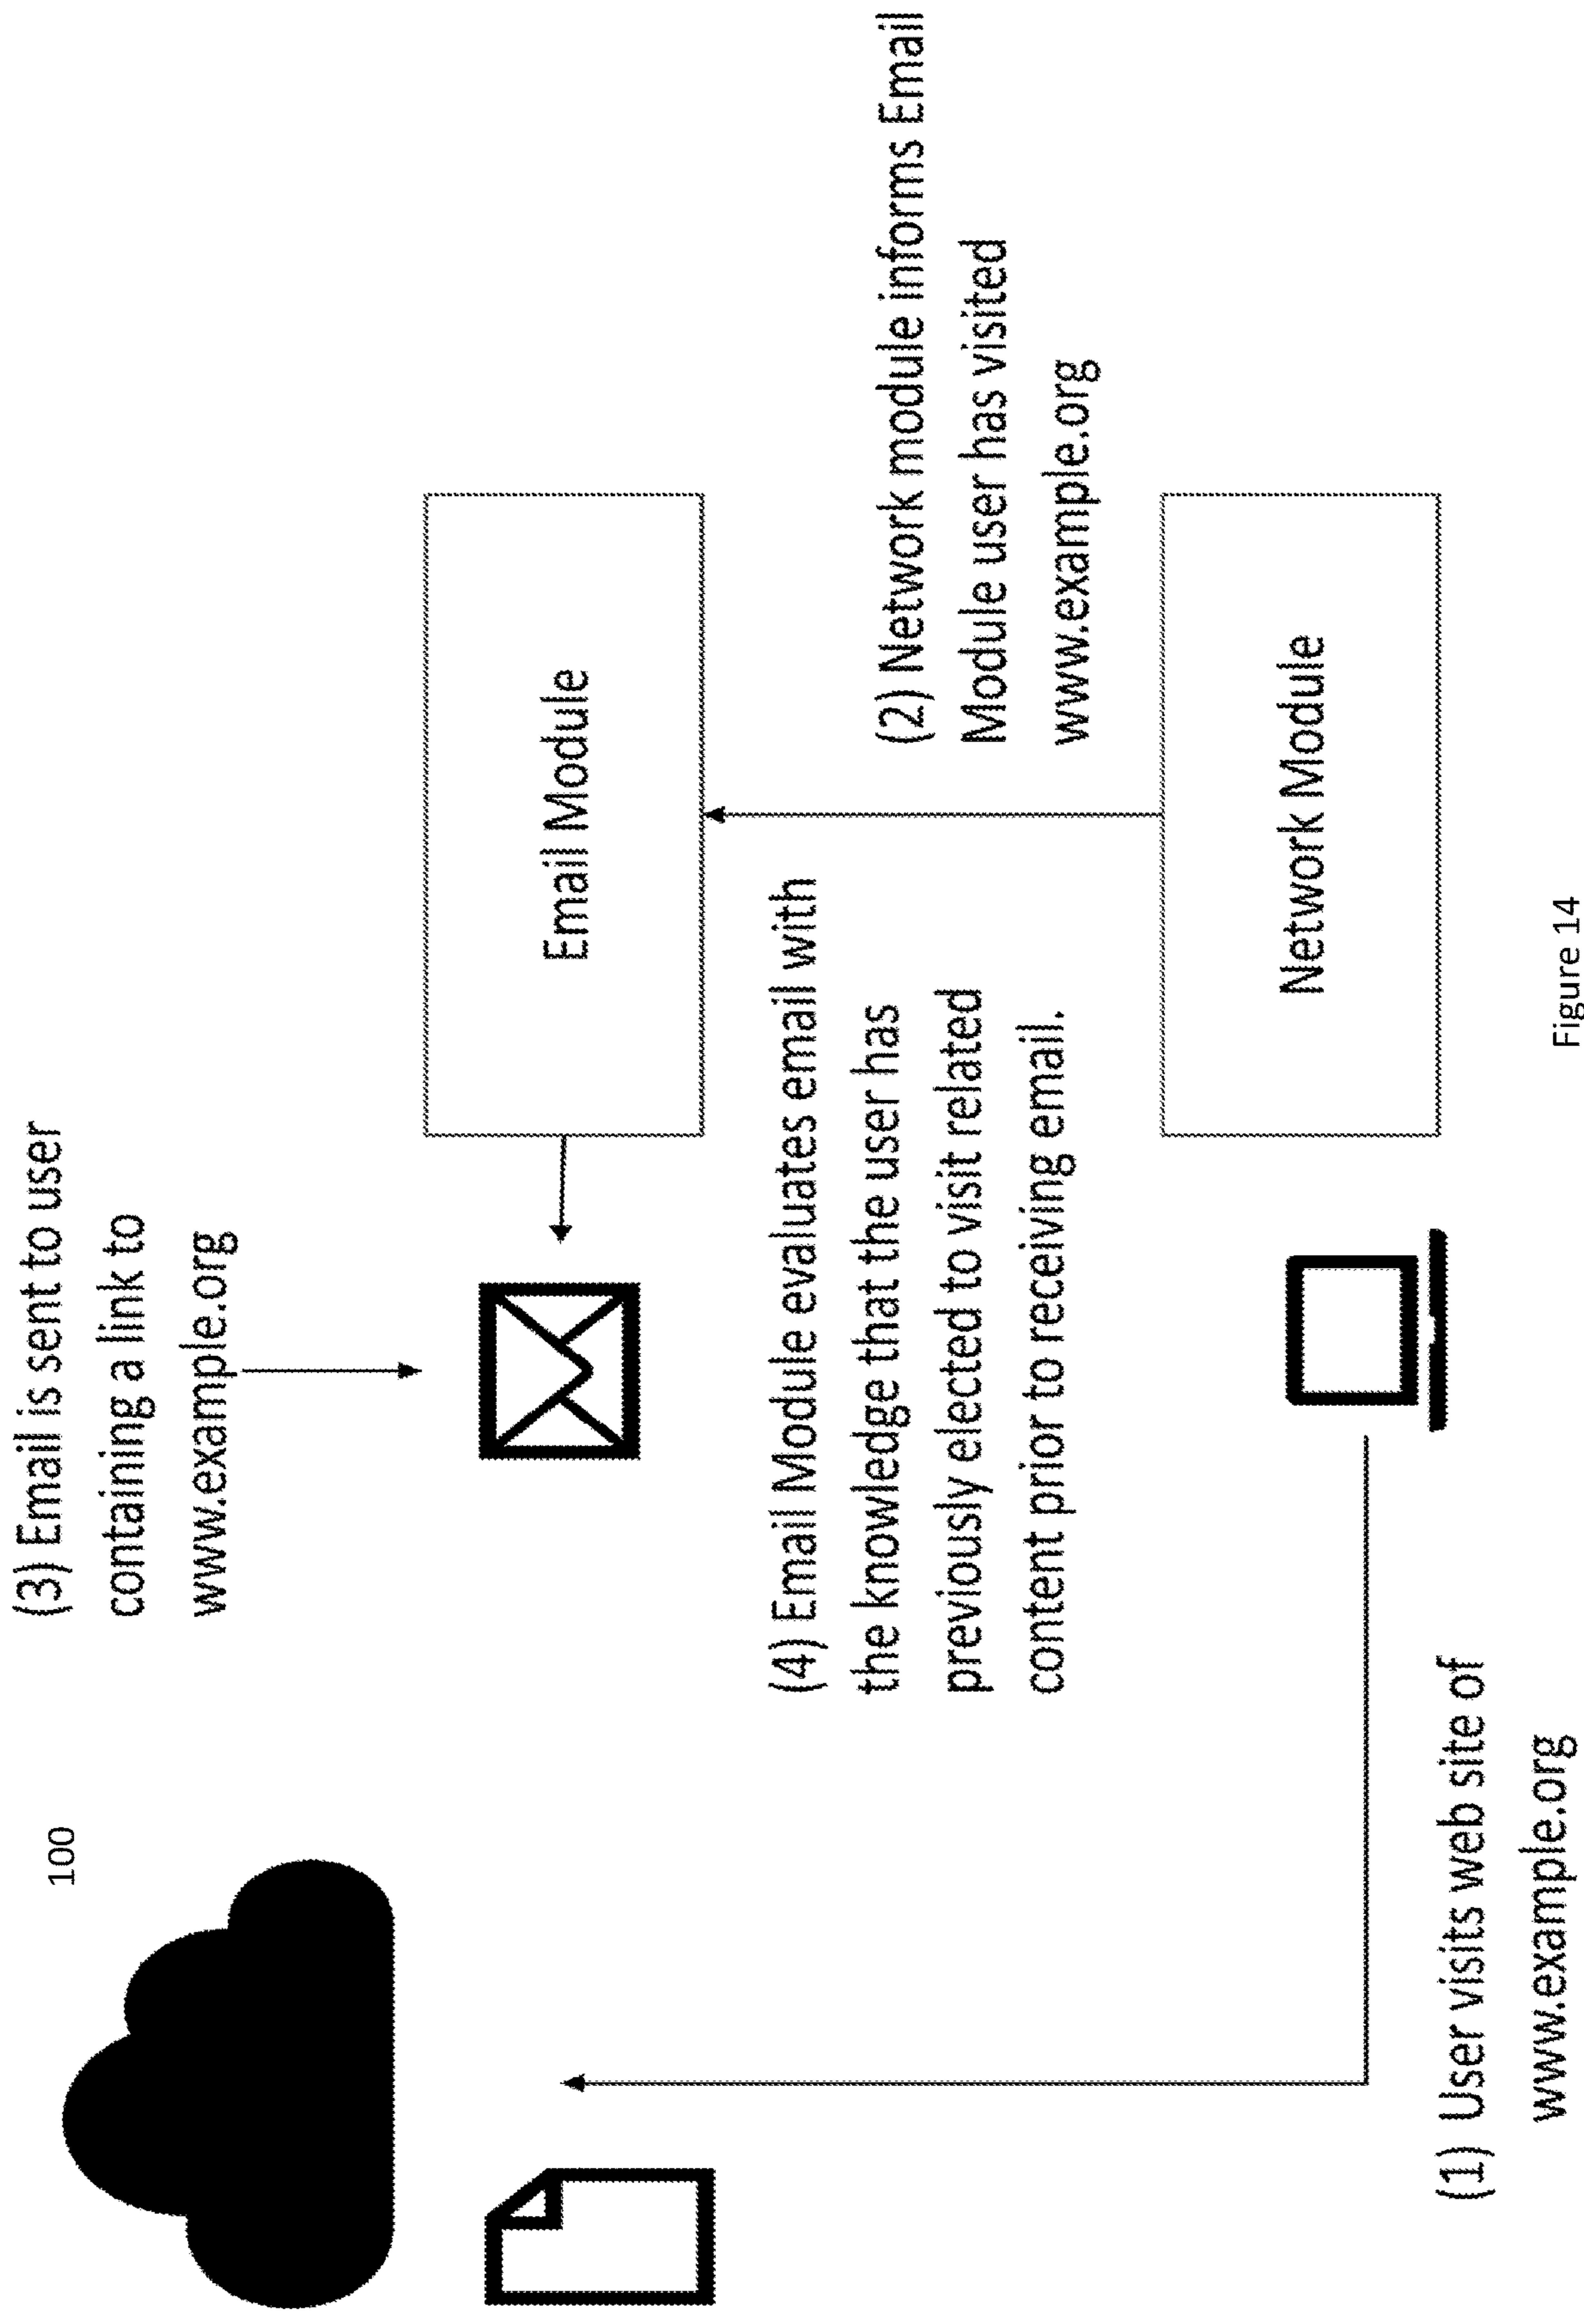 100
(3) Email is sent to user
containing a link to
www.example.org
Email Module
(4) Email Module evaluates email with
the knowledge that the user has
previously elected to visit related
content prior to receiving email.
(2) Network module informs Email
Module user has visited
www.example.org
Network Module
(1) User visits web site of
www.example.org
Figure 14